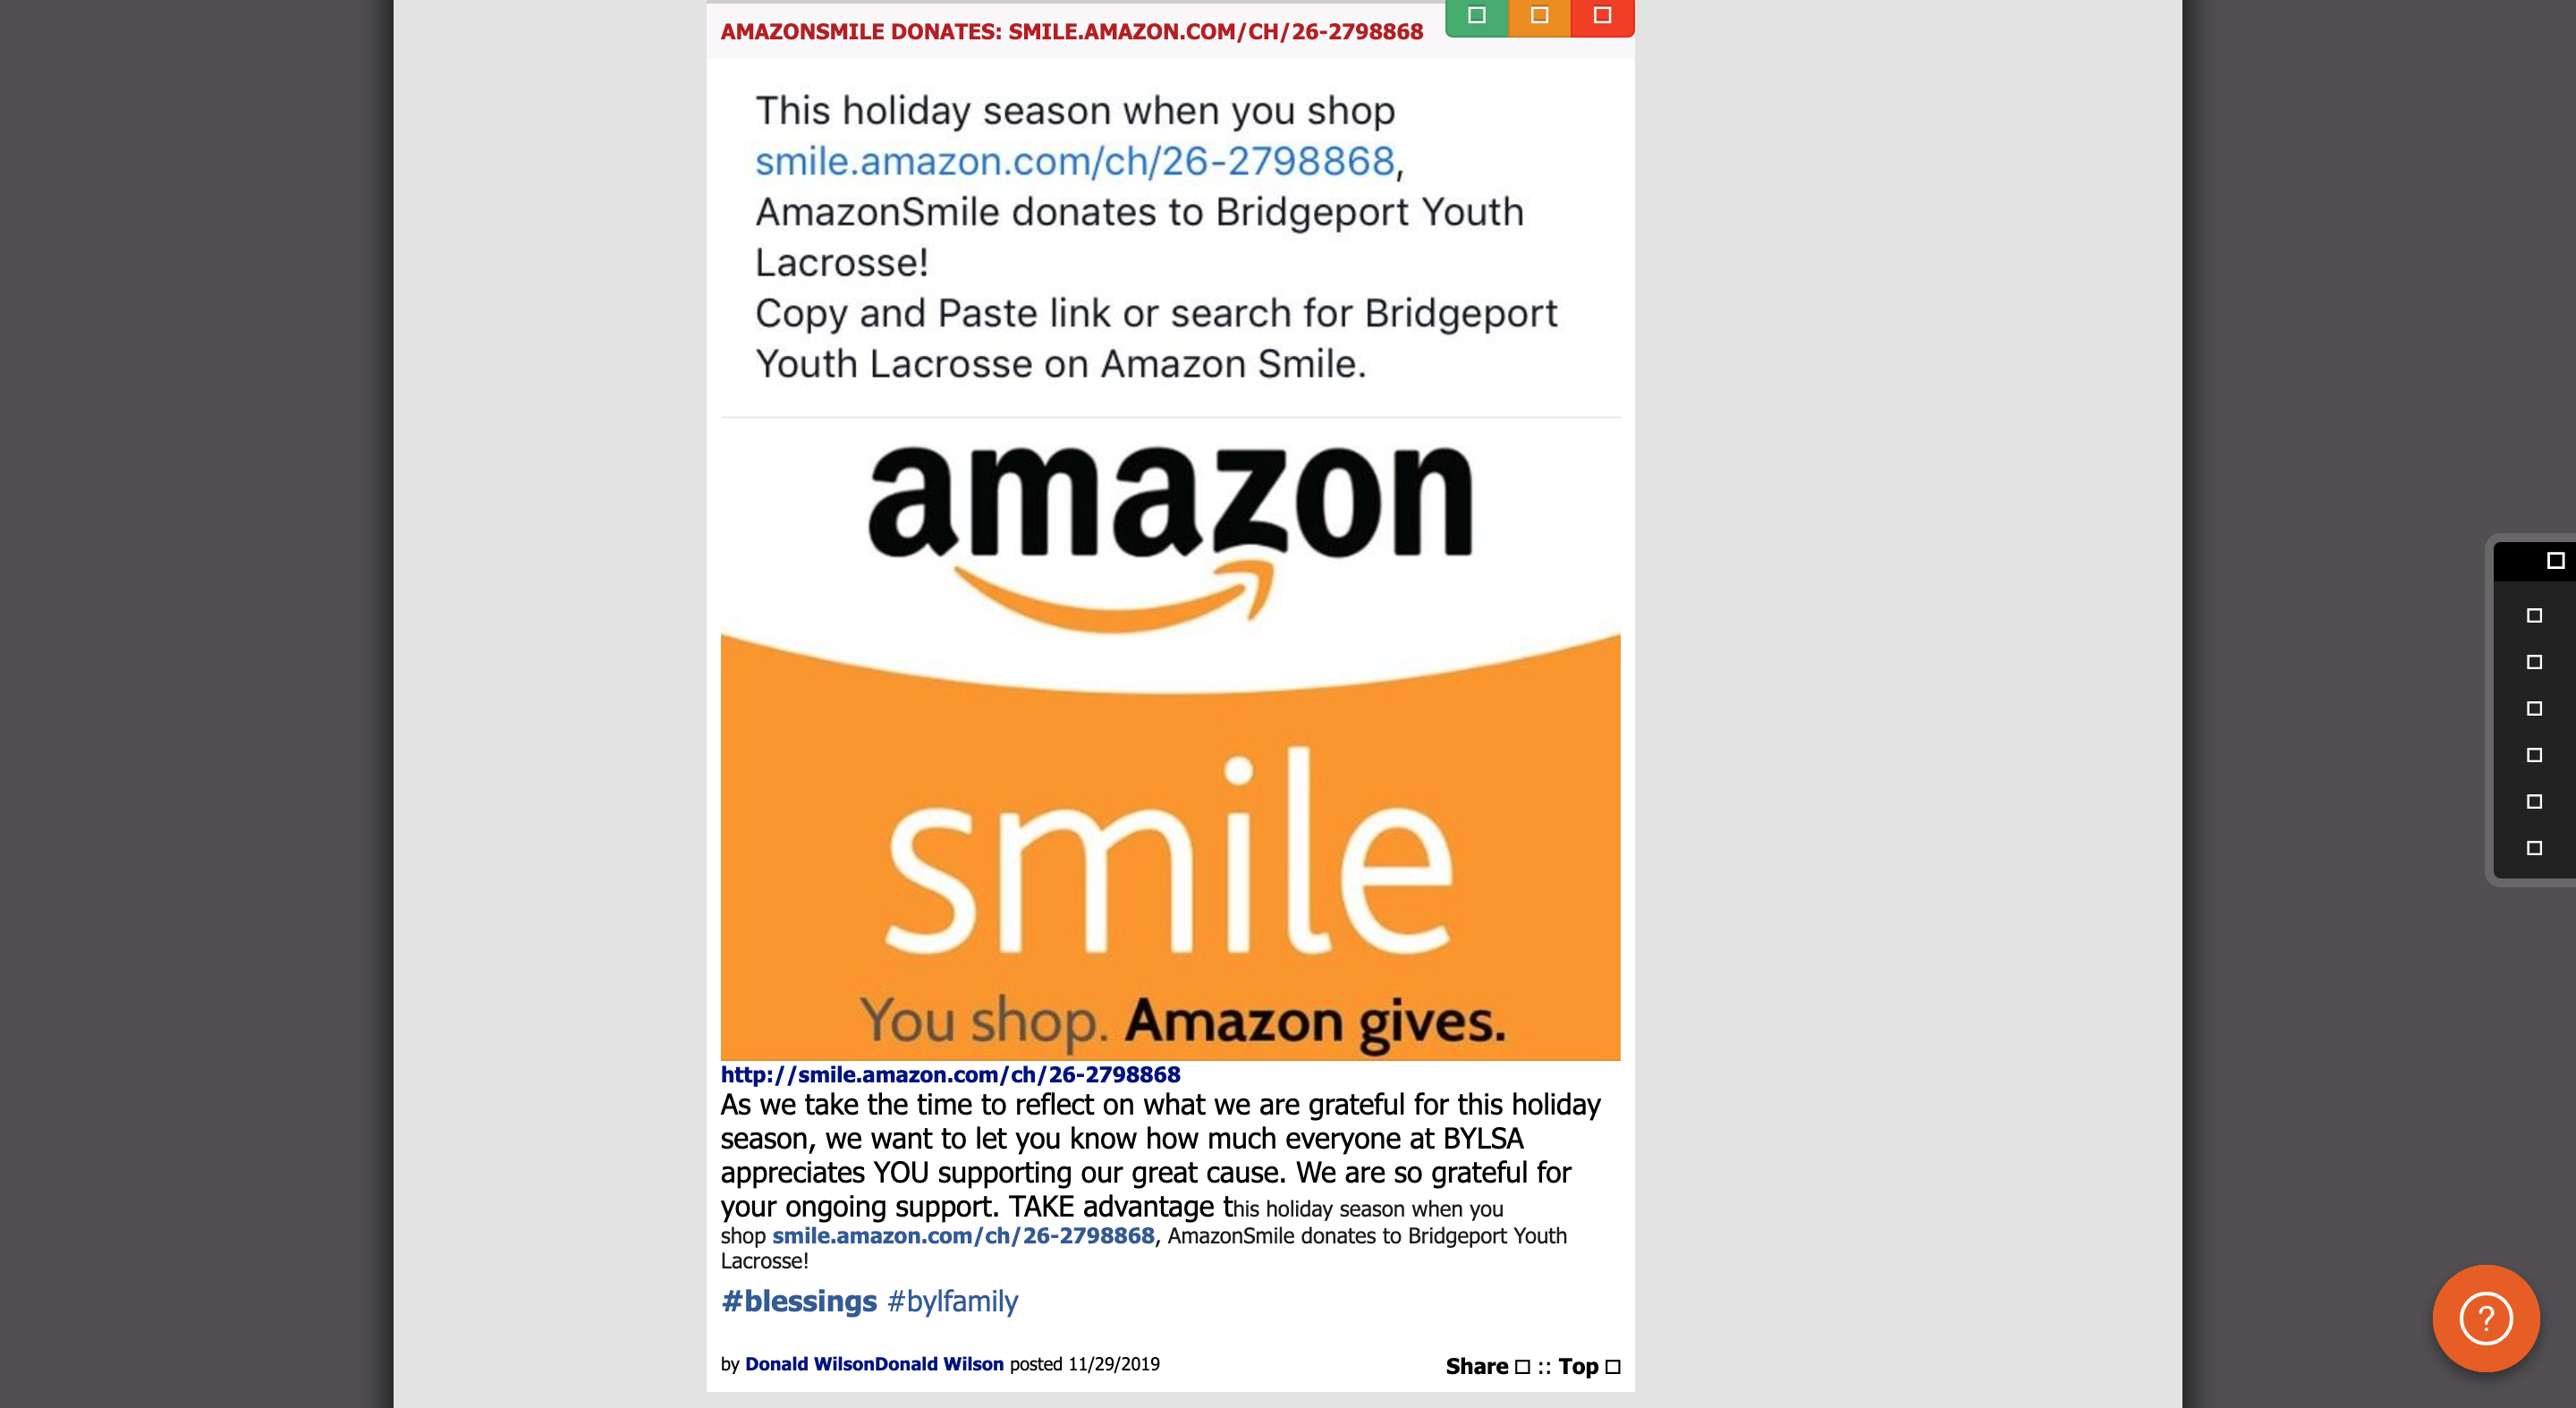 AMAZONSMILE DONATES: SMILE.AMAZON.COM/CH/26-2798868
This holiday season when you shop
smile.amazon.com/ch/26-2798868,
AmazonSmile donates to Bridgeport Youth
Lacrosse!
Copy and Paste link or search for Bridgeport
Youth Lacrosse on Amazon Smile.
amazon
smile
You shop. Amazon gives.
http://smile.amazon.com/ch/26-2798868
As we take the time to reflect on what we are grateful for this holiday
season, we want to let you know how much everyone at BYLSA
appreciates YOU supporting our great cause. We are so grateful for
your ongoing support. TAKE advantage this holiday season when you
shop smile.amazon.com/ch/26-2798868, AmazonSmile donates to Bridgeport Youth
Lacrosse!
#blessings #bylfamily
by Donald WilsonDonald Wilson posted 11/29/2019
Share :: Top
?